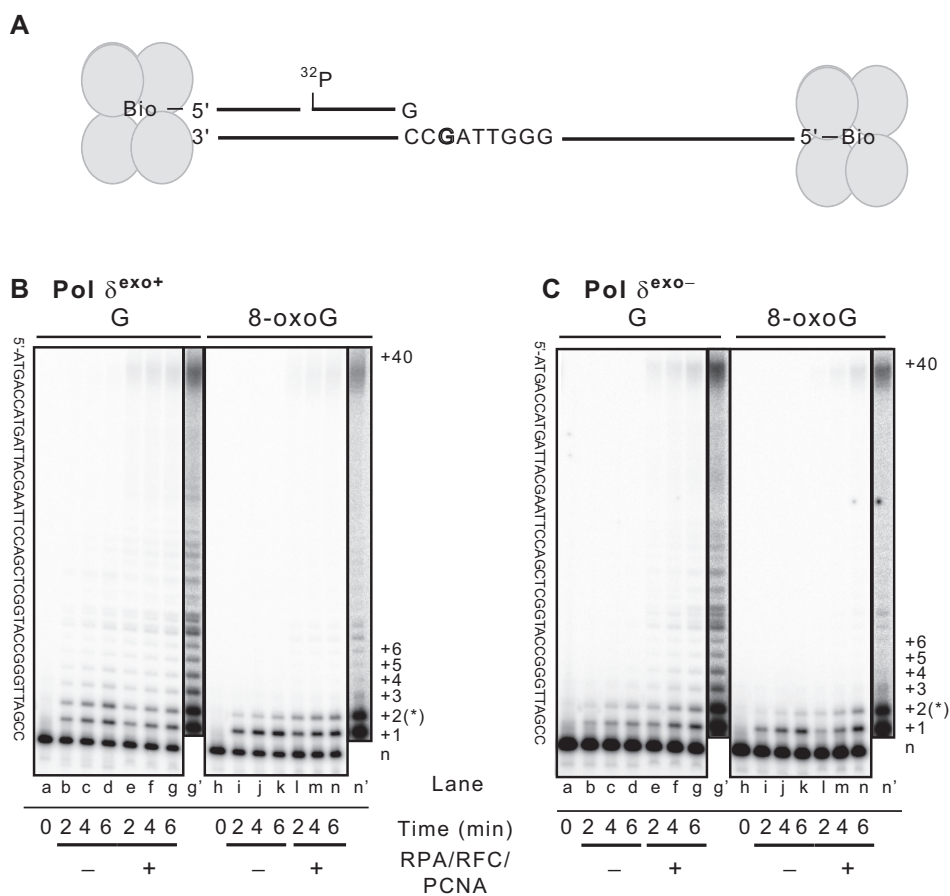 A
32P
Bio – 5' G
3' CCGATTGGG 5' – Bio
B Pol δexo+
G 8-oxoG
5'-ATGACCATGATTACGAATTCCAGCTCGGTACCGGGTTAGCC
+40
+6
+5
+4
+3
+2(*)
+1
n
a b c d e f g g' h i j k l m n n' Lane
0 2 4 6 2 4 6 0 2 4 6 2 4 6 Time (min)
– + – + RPA/RFC/
PCNA
C Pol δexo–
G 8-oxoG
5'-ATGACCATGATTACGAATTCCAGCTCGGTACCGGGTTAGCC
+40
+6
+5
+4
+3
+2(*)
+1
n
a b c d e f g g' h i j k l m n n'
0 2 4 6 2 4 6 0 2 4 6 2 4 6
– + – +